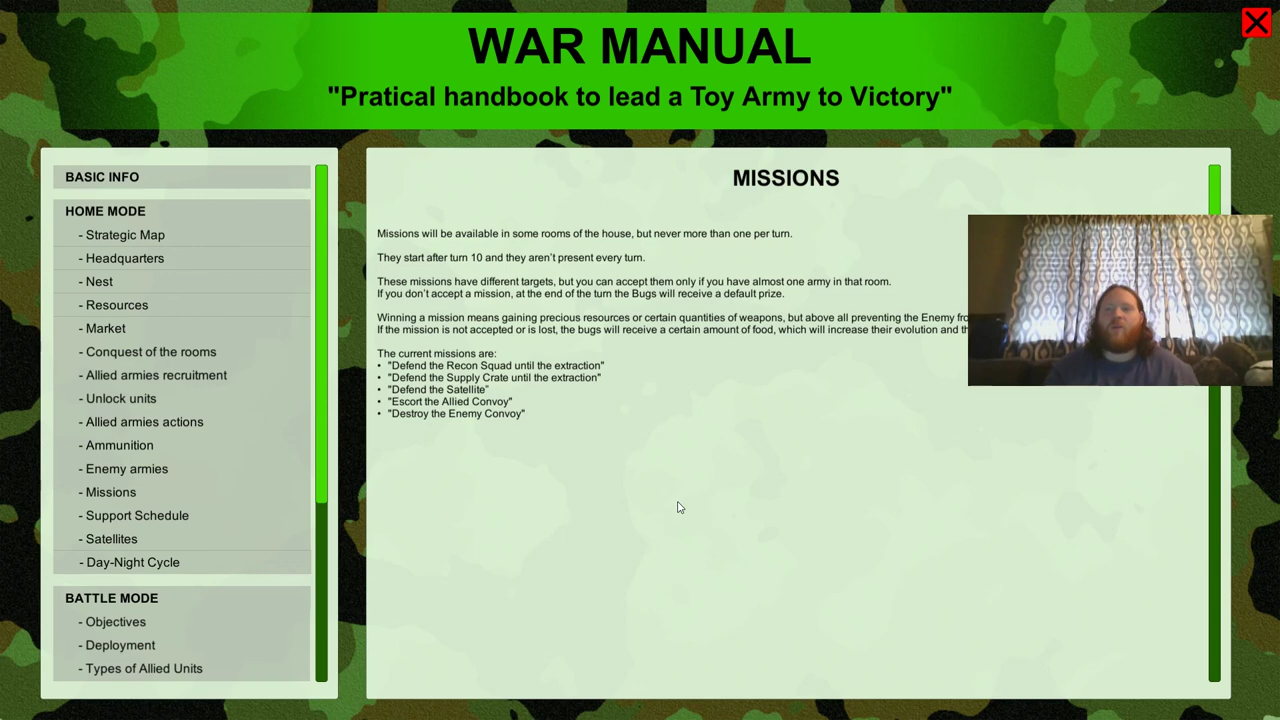 WAR MANUAL
"Pratical handbook to lead a Toy Army to Victory"
BASIC INFO
HOME MODE
- Strategic Map
- Headquarters
- Nest
- Resources
- Market
- Conquest of the rooms
- Allied armies recruitment
- Unlock units
- Allied armies actions
- Ammunition
- Enemy armies
- Missions
- Support Schedule
- Satellites
- Day-Night Cycle
BATTLE MODE
- Objectives
- Deployment
- Types of Allied Units
MISSIONS
Missions will be available in some rooms of the house, but never more than one per turn.
They start after turn 10 and they aren't present every turn.
These missions have different targets, but you can accept them only if you have almost one army in that room.
If you don't accept a mission, at the end of the turn the Bugs will receive a default prize.
Winning a mission means gaining precious resources or certain quantities of weapons, but above all preventing the Enemy
If the mission is not accepted or is lost, the bugs will receive a certain amount of food, which will increase their evolution and
The current missions are:
• "Defend the Recon Squad until the extraction"
• "Defend the Supply Crate until the extraction"
• "Defend the Satellite"
• "Escort the Allied Convoy"
• "Destroy the Enemy Convoy"